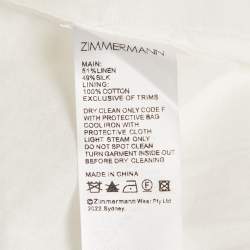 ZIMMERMANN
MAIN:
51%LINEN
49%SILK
LINING:
100%COTTON
EXCLUSIVE OF TRIMS
DRY CLEAN ONLY CODE F
WITH PROTECTIVE BAG
COOL IRON WITH
PROTECTIVE CLOTH
LIGHT STEAM ONLY
DO NOT SPOT CLEAN
TURN GARMENT INSIDE OUT
BEFORE DRY CLEANING
MADE IN CHINA
©Zimmermann Wear Pty Ltd
2022 Sydney.